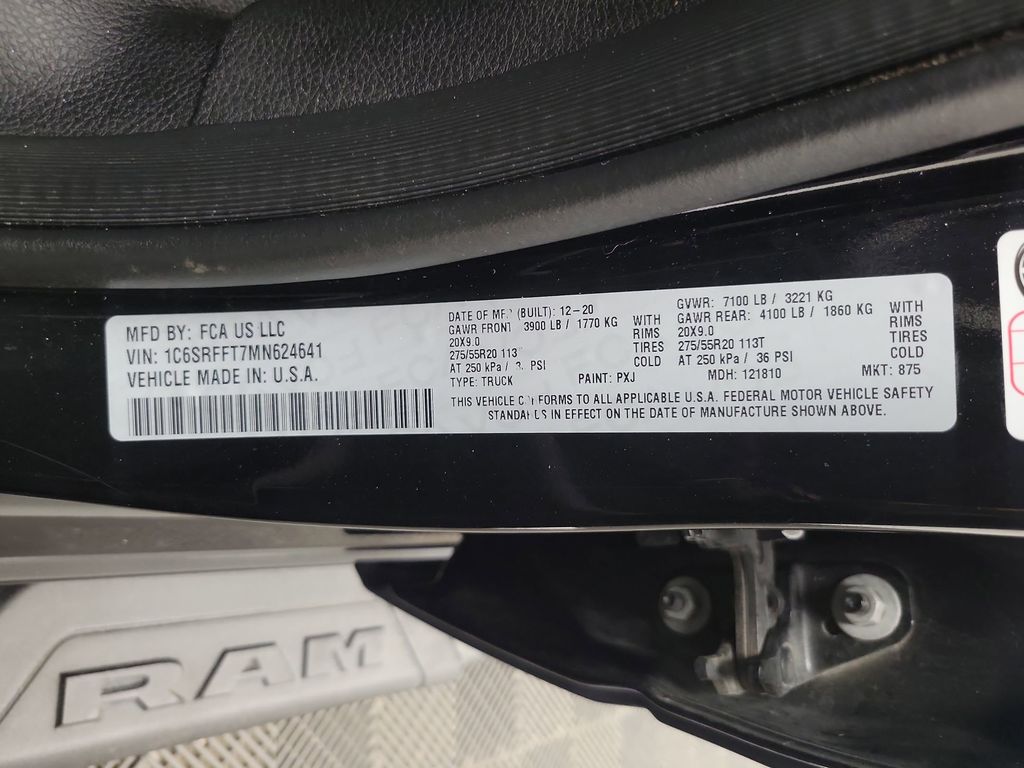 MFD BY: FCA US LLC
VIN: 1C6SRFFT7MN624641
VEHICLE MADE IN: U.S.A.
DATE OF (BUILT): 12-20
GAWR FRONT 3900 LB / 1770 KG WITH
20X9.0 RIMS
275/55R20 TIRES
AT 250 kPa / PSI COLD
TYPE: TRUCK PAINT: PXJ
GVWR: 7100 LB / 3221 KG
GAWR REAR: 4100 LB / 1860 KG WITH
20X9.0 RIMS
275/55R20 113T TIRES
AT 250 kPa / 36 PSI COLD
MDH: 121810 MKT: 875
THIS VEHICLE FORMS TO ALL APPLICABLE U.S.A. FEDERAL MOTOR VEHICLE SAFETY
IN EFFECT ON THE DATE OF MANUFACTURE SHOWN ABOVE.
RAM